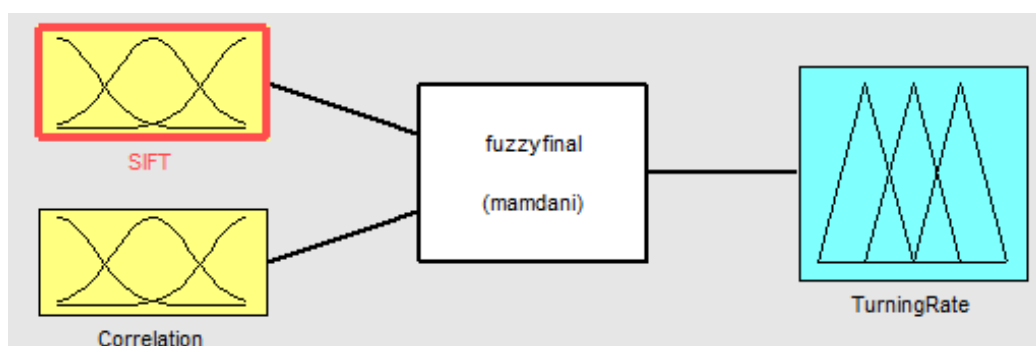 SIFT
Correlation
fuzzyfinal
(mamdani)
TurningRate